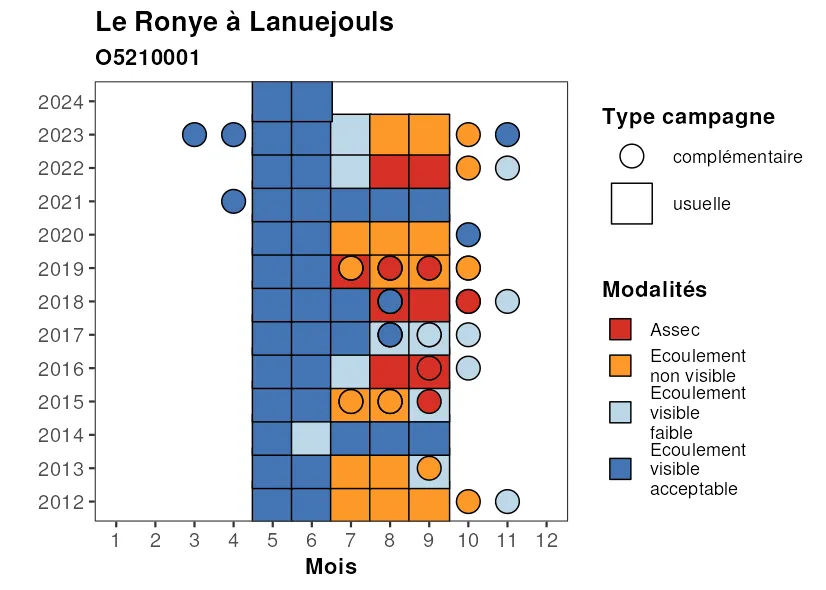 Le Ronye à Lanuejouls
O5210001
2024
2023
2022
2021
2020
2019
2018
2017
2016
2015
2014
2013
2012
1 2 3 4 5 6 7 8 9 10 11 12
Mois
Type campagne
complémentaire
usuelle
Modalités
Assec
Ecoulement
non visible
Ecoulement
visible
faible
Ecoulement
visible
acceptable